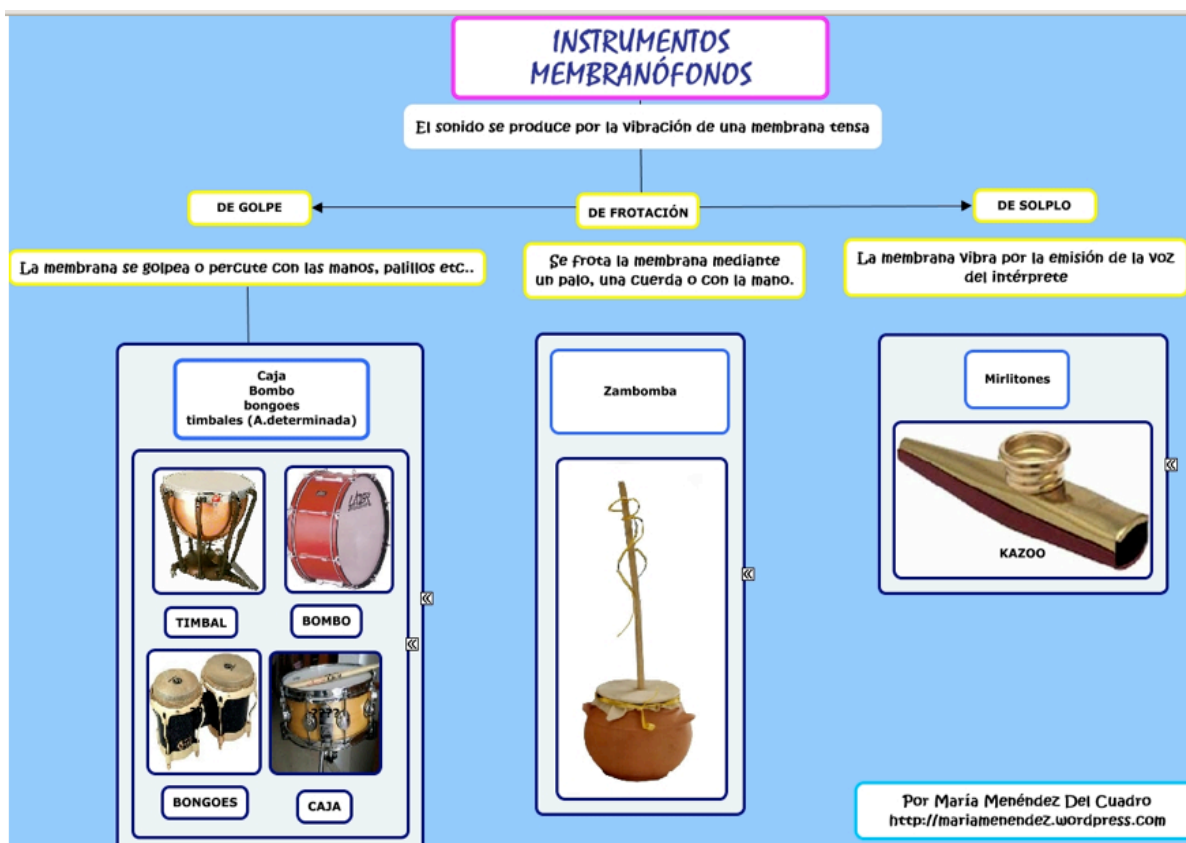 INSTRUMENTOS
MEMBRANÓFONOS
El sonido se produce por la vibración de una membrana tensa
DE GOLPE
DE FROTACIÓN
DE SOLPLO
La membrana se golpea o percute con las manos, palillos etc..
Se frota la membrana mediante
un palo, una cuerda o con la mano.
La membrana vibra por la emisión de la voz
del intérprete
Caja
Bombo
bongoes
timbales (A.determinada)
Zambomba
Mirlitones
KAZOO
TIMBAL
BOMBO
????
BONGOES
CAJA
Por María Menéndez Del Cuadro
http://mariamenendez.wordpress.com